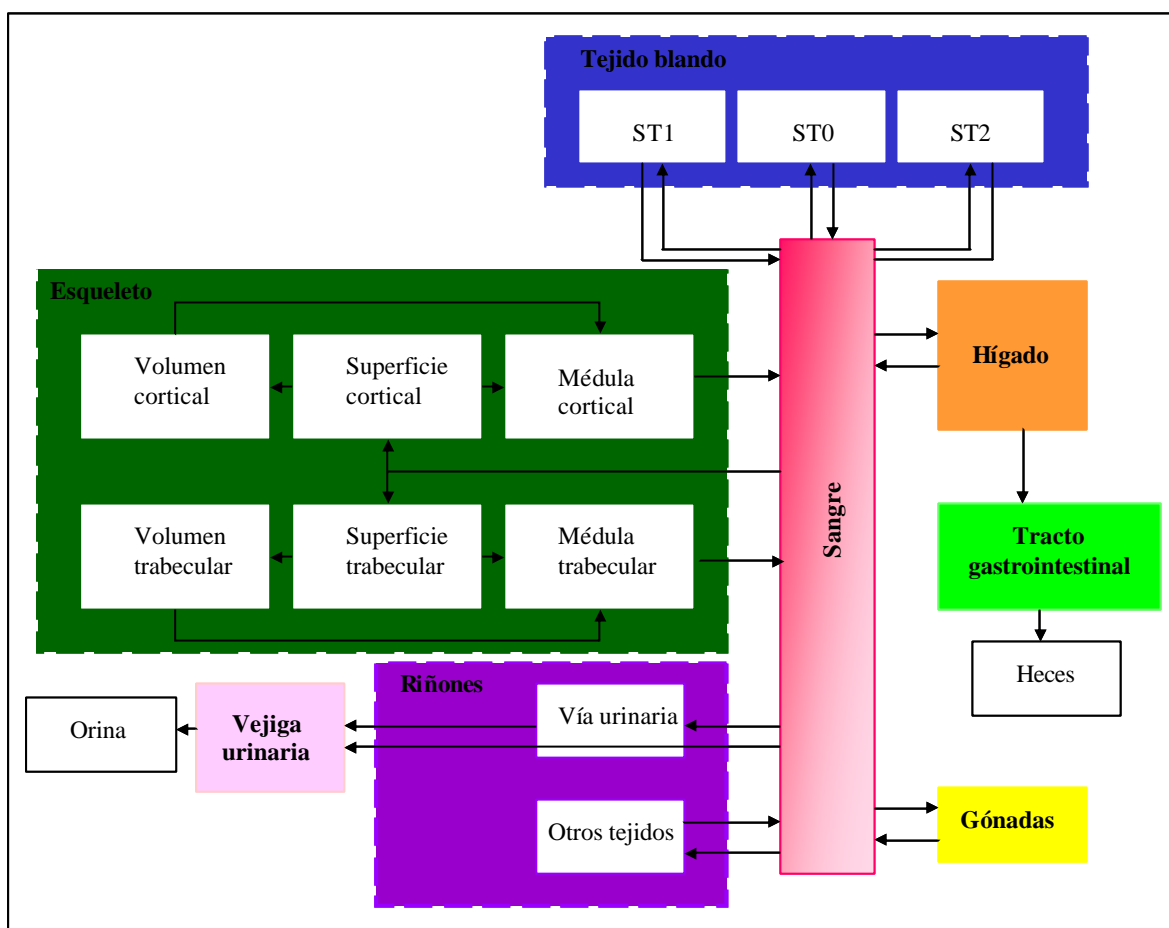 Tejido blando
ST1
ST0
ST2
Esqueleto
Volumen
cortical
Superficie
cortical
Médula
cortical
Volumen
trabecular
Superficie
trabecular
Médula
trabecular
Sangre
Hígado
Tracto
gastrointestinal
Heces
Riñones
Vía urinaria
Otros tejidos
Vejiga
urinaria
Orina
Gónadas